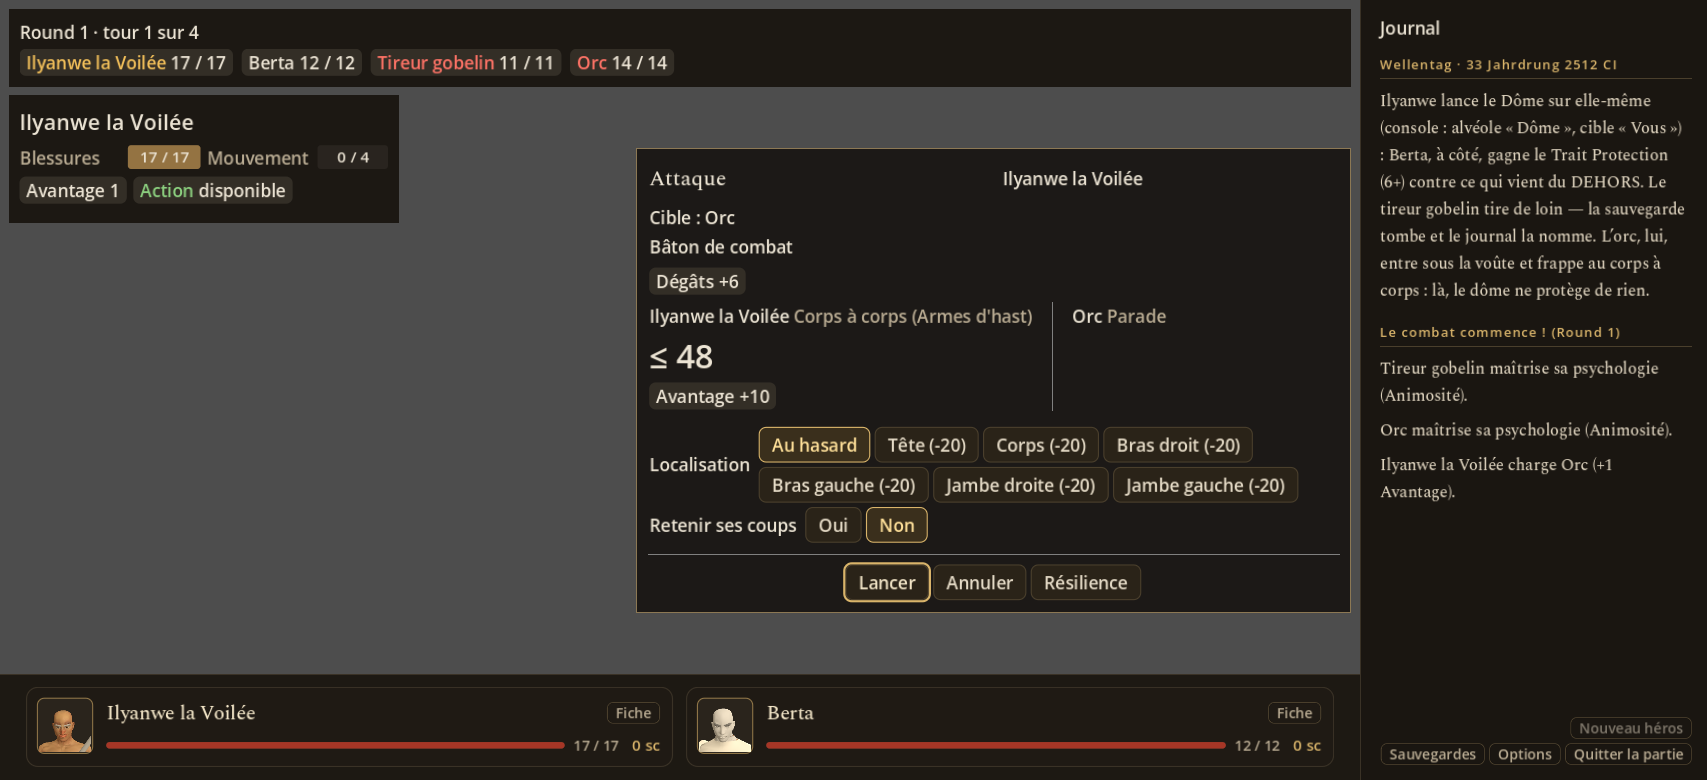 Round 1 · tour 1 sur 4
Ilyanwe la Voilée 17 / 17 Berta 12 / 12 Tireur gobelin 11 / 11 Orc 14 / 14
Ilyanwe la Voilée
Blessures 17 / 17 Mouvement 0 / 4
Avantage 1 Action disponible
Attaque Ilyanwe la Voilée
Cible : Orc
Bâton de combat
Dégâts +6
Ilyanwe la Voilée Corps à corps (Armes d'hast) Orc Parade
≤ 48
Avantage +10
Localisation Au hasard Tête (-20) Corps (-20) Bras droit (-20)
Bras gauche (-20) Jambe droite (-20) Jambe gauche (-20)
Retenir ses coups Oui Non
Lancer Annuler Résilience
Ilyanwe la Voilée Fiche
17 / 17 0 sc
Berta Fiche
12 / 12 0 sc
Journal
Wellentag · 33 Jahrdrung 2512 CI
Ilyanwe lance le Dôme sur elle-même
(console : alvéole « Dôme », cible « Vous »)
: Berta, à côté, gagne le Trait Protection
(6+) contre ce qui vient du DEHORS. Le
tireur gobelin tire de loin — la sauvegarde
tombe et le journal la nomme. L’orc, lui,
entre sous la voûte et frappe au corps à
corps : là, le dôme ne protège de rien.
Le combat commence ! (Round 1)
Tireur gobelin maîtrise sa psychologie
(Animosité).
Orc maîtrise sa psychologie (Animosité).
Ilyanwe la Voilée charge Orc (+1
Avantage).
Nouveau héros
Sauvegardes Options Quitter la partie